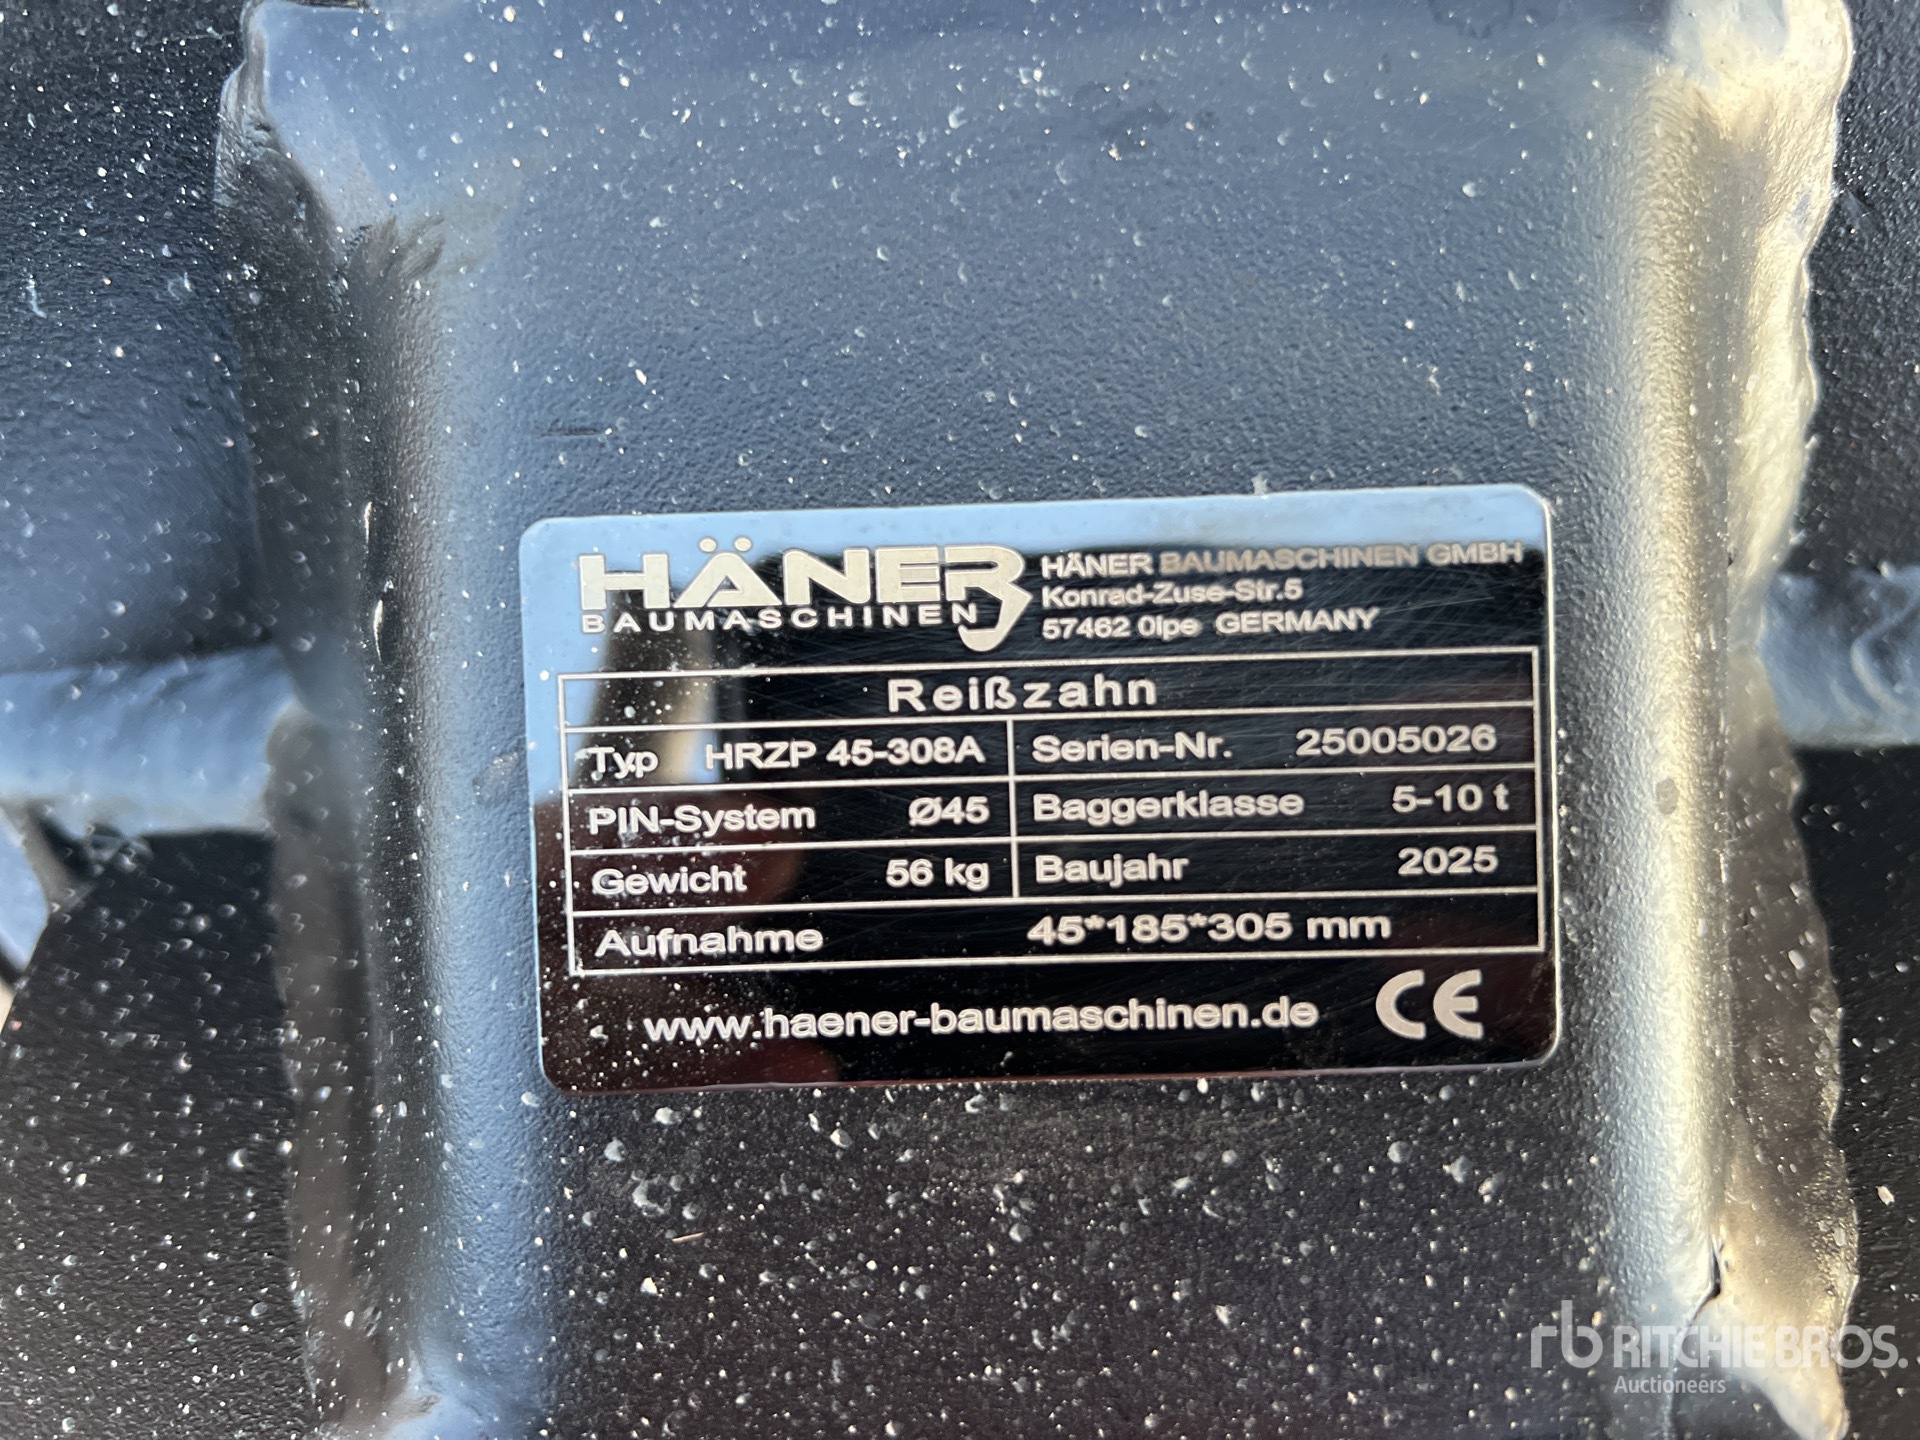 HÄNER
BAUMASCHINEN
HÄNER BAUMASCHINEN GMBH
Konrad-Zuse-Str.5
57462 Olpe GERMANY
Reißzahn
Typ HRZP 45-308A Serien-Nr. 25005026
PIN-System Ø45 Baggerklasse 5-10 t
Gewicht 56 kg Baujahr 2025
Aufnahme 45*185*305 mm
www.haener-baumaschinen.de CE
rb RITCHIE BROS.
Auctioneers